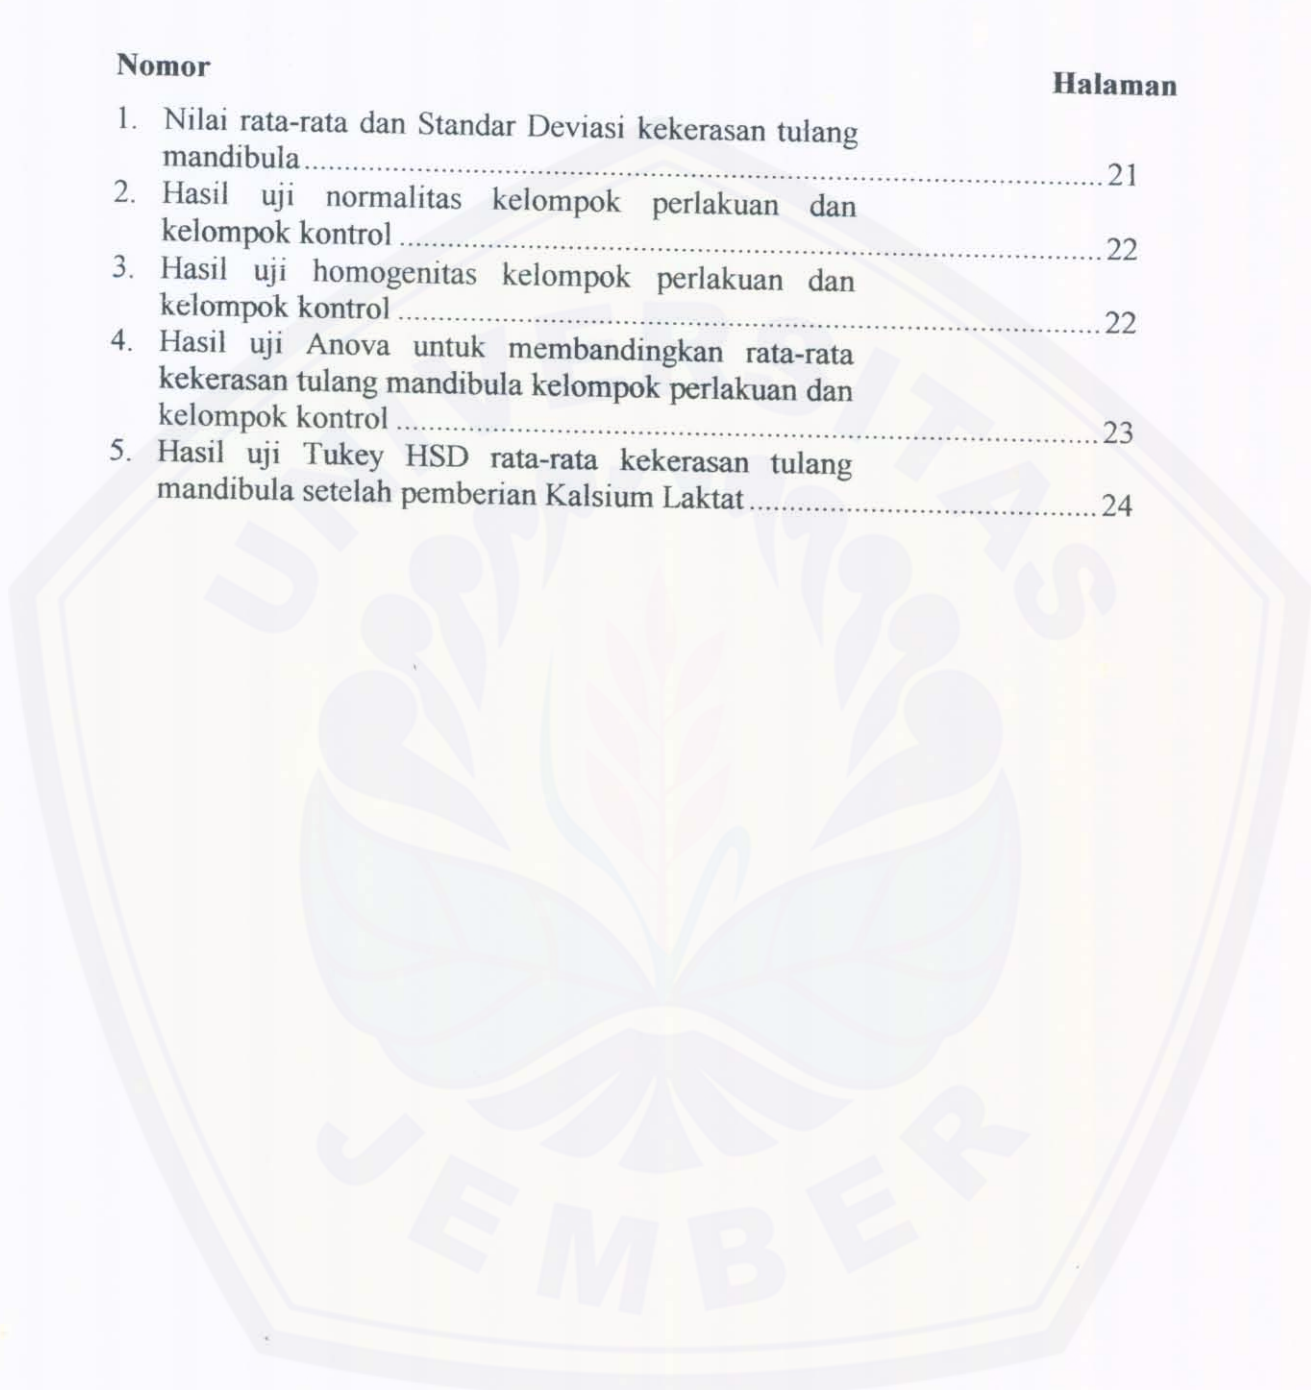 Nomor
Halaman
1. Nilai rata-rata dan Standar Deviasi kekerasan tulang
mandibula.....21
2. Hasil uji normalitas kelompok perlakuan dan
kelompok kontrol.....22
3. Hasil uji homogenitas kelompok perlakuan dan
kelompok kontrol.....22
4. Hasil uji Anova untuk membandingkan rata-rata
kekerasan tulang mandibula kelompok perlakuan dan
kelompok kontrol.....23
5. Hasil uji Tukey HSD rata-rata kekerasan tulang
mandibula setelah pemberian Kalsium Laktat.....24
UNIVERSITAS
JEMBER